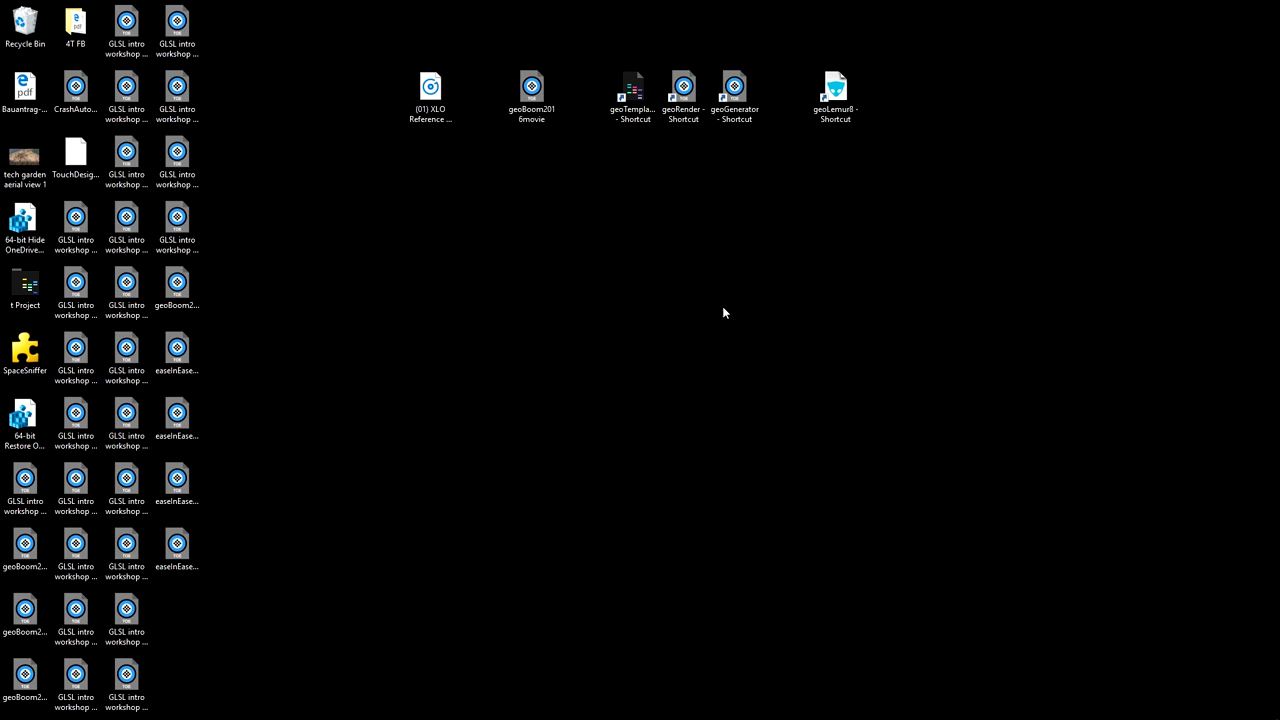 Recycle Bin
4T FB
GLSL intro
workshop ...
GLSL intro
workshop ...
Bauantrag-...
CrashAuto...
GLSL intro
workshop ...
GLSL intro
workshop ...
(01) XLO
Reference ...
geoBoom201
6movie
geoTempla...
- Shortcut
geoRender -
Shortcut
geoGenerator
- Shortcut
geoLemur8 -
Shortcut
tech garden
aerial view 1
TouchDesig...
GLSL intro
workshop ...
GLSL intro
workshop ...
64-bit Hide
OneDrive...
GLSL intro
workshop ...
GLSL intro
workshop ...
GLSL intro
workshop ...
t Project
GLSL intro
workshop ...
GLSL intro
workshop ...
geoBoom2...
SpaceSniffer
GLSL intro
workshop ...
GLSL intro
workshop ...
easeInEase...
64-bit
Restore O...
GLSL intro
workshop ...
GLSL intro
workshop ...
easeInEase...
GLSL intro
workshop ...
GLSL intro
workshop ...
GLSL intro
workshop ...
easeInEase...
geoBoom2...
GLSL intro
workshop ...
GLSL intro
workshop ...
easeInEase...
geoBoom2...
GLSL intro
workshop ...
GLSL intro
workshop ...
geoBoom2...
GLSL intro
workshop ...
GLSL intro
workshop ...